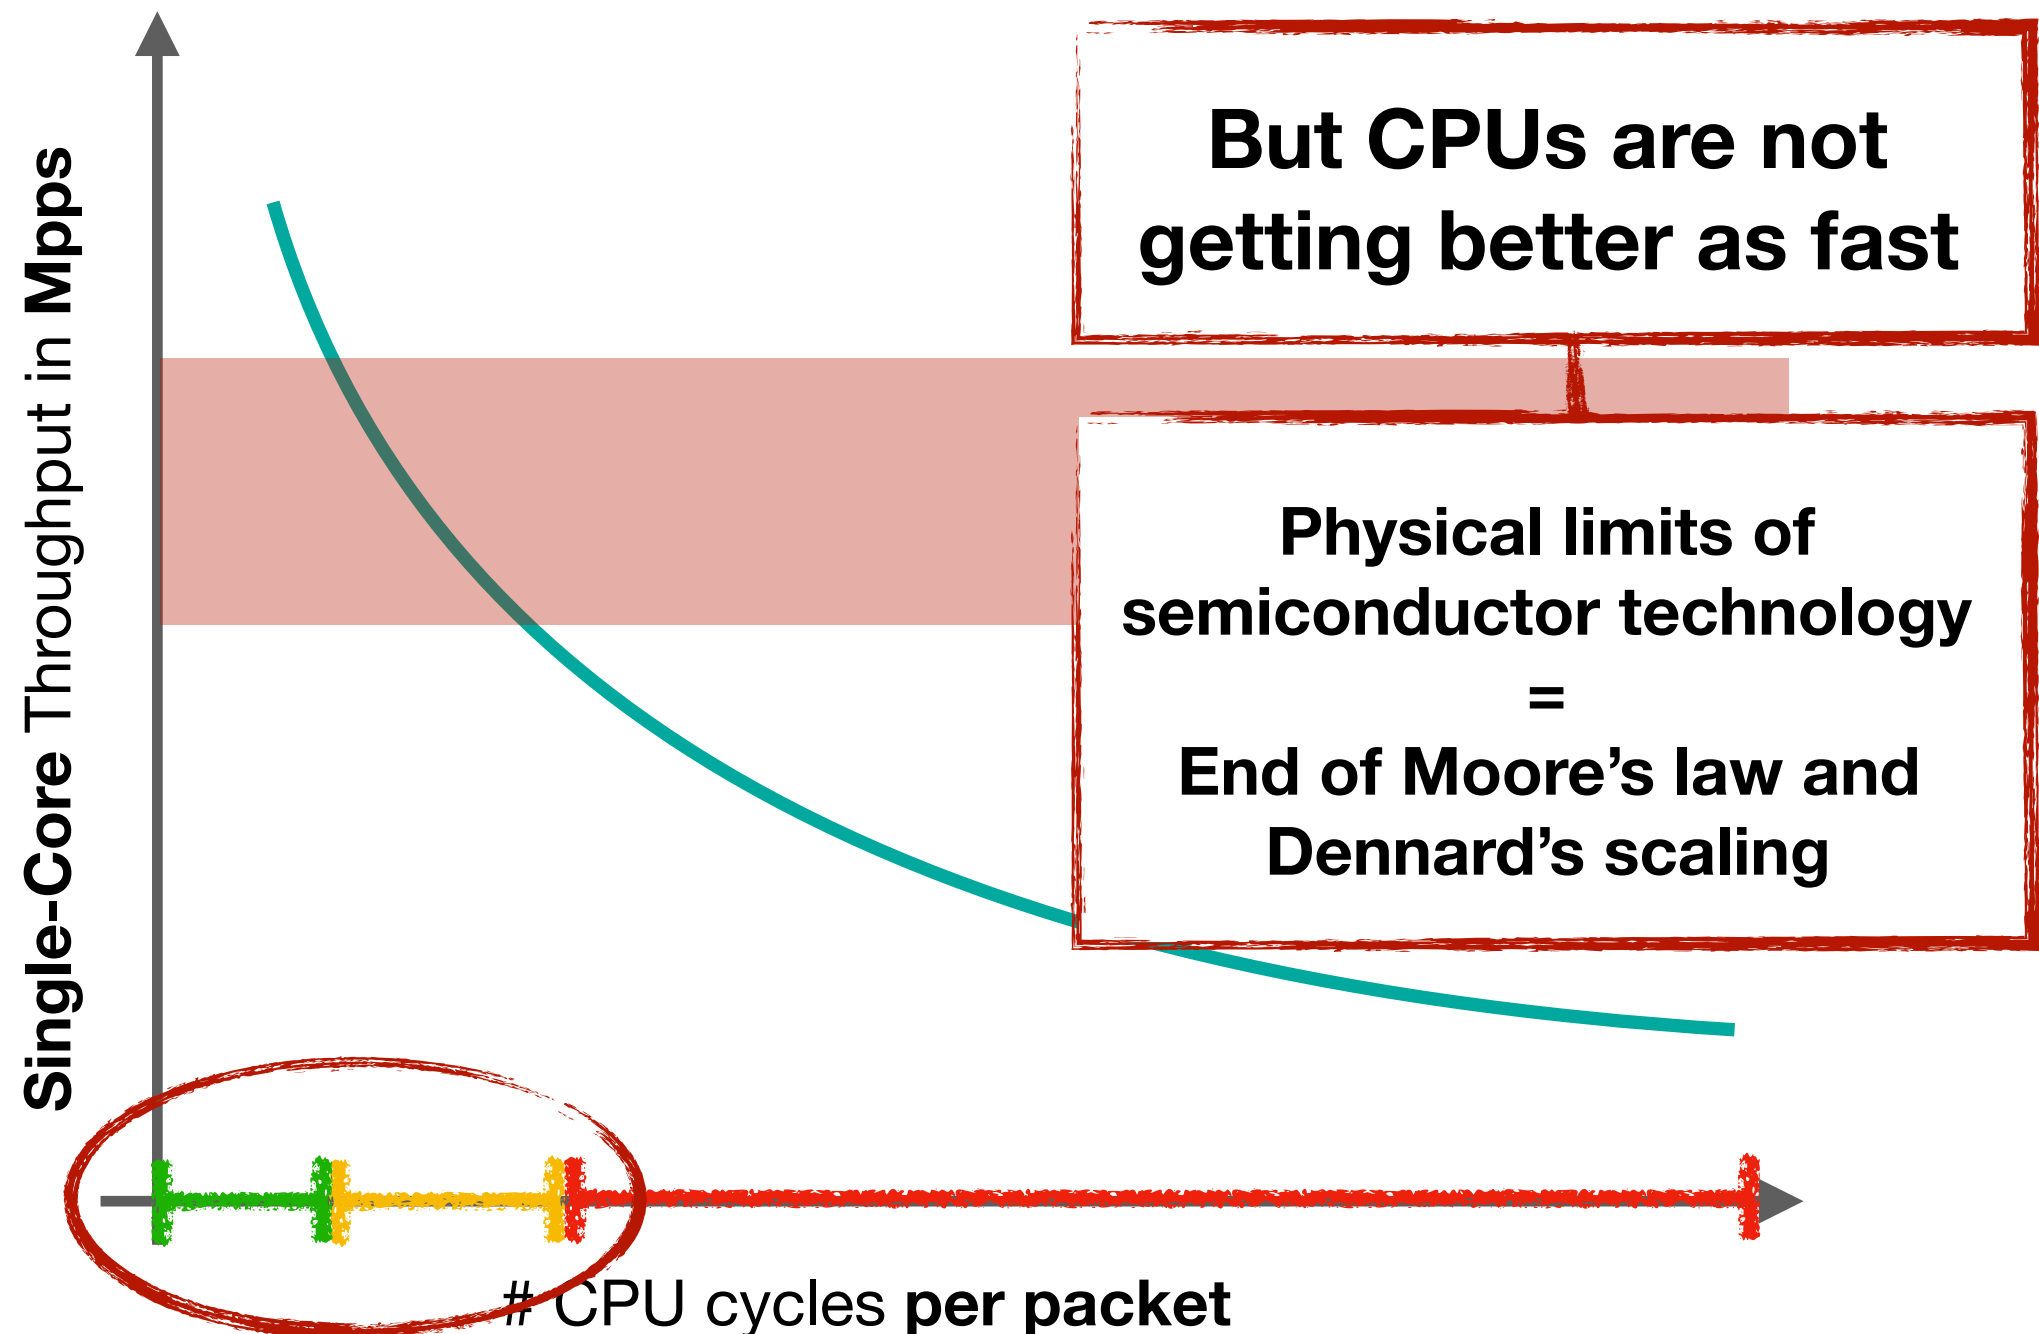 Single-Core Throughput in Mpps
But CPUs are not
getting better as fast
Physical limits of
semiconductor technology
=
End of Moore’s law and
Dennard’s scaling
# CPU cycles per packet